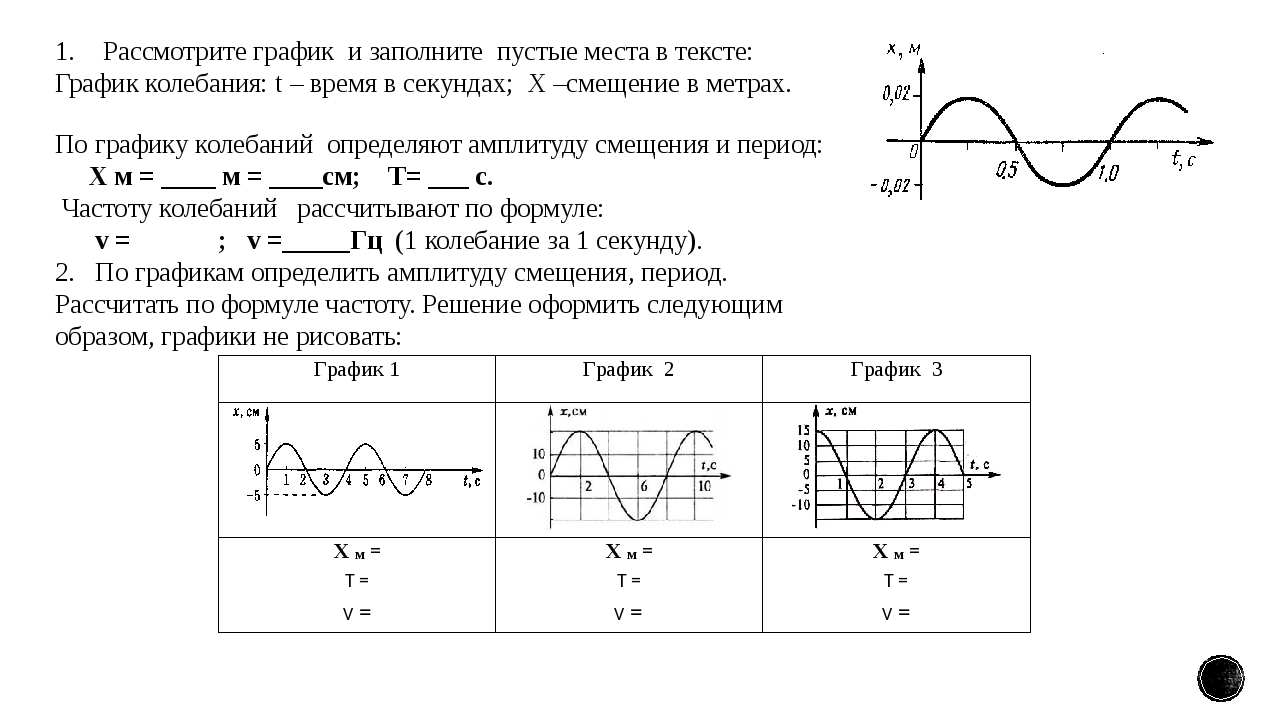 1. Рассмотрите график и заполните пустые места в тексте:
График колебания: t – время в секундах; X –смещение в метрах.
По графику колебаний определяют амплитуду смещения и период:
X м = ____ м = ____см; T= ___ с.
Частоту колебаний рассчитывают по формуле:
ν = ; ν =_____Гц (1 колебание за 1 секунду).
2. По графикам определить амплитуду смещения, период.
Рассчитать по формуле частоту. Решение оформить следующим
образом, графики не рисовать:
x, м
0,02
0
0,5
1,0
t, с
-0,02
График 1
График 2
График 3
x, см
5
0
1 2 3 4 5 6 7 8 t, с
-5
x,см
10
0
t,с
2 6 10
-10
x, см
15
10
5
0
t, с
-5
1 2 3 4 5
-10
X м =
T =
ν =
X м =
T =
ν =
X м =
T =
ν =